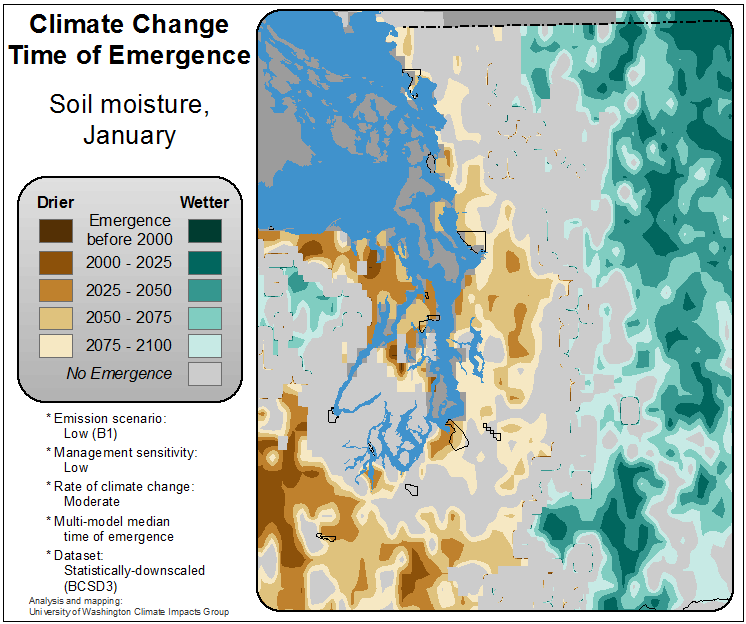 Climate Change
Time of Emergence
Soil moisture,
January
Drier Wetter
Emergence
before 2000
2000 - 2025
2025 - 2050
2050 - 2075
2075 - 2100
No Emergence
* Emission scenario:
Low (B1)
* Management sensitivity:
Low
* Rate of climate change:
Moderate
* Multi-model median
time of emergence
* Dataset:
Statistically-downscaled
(BCSD3)
Analysis and mapping:
University of Washington Climate Impacts Group